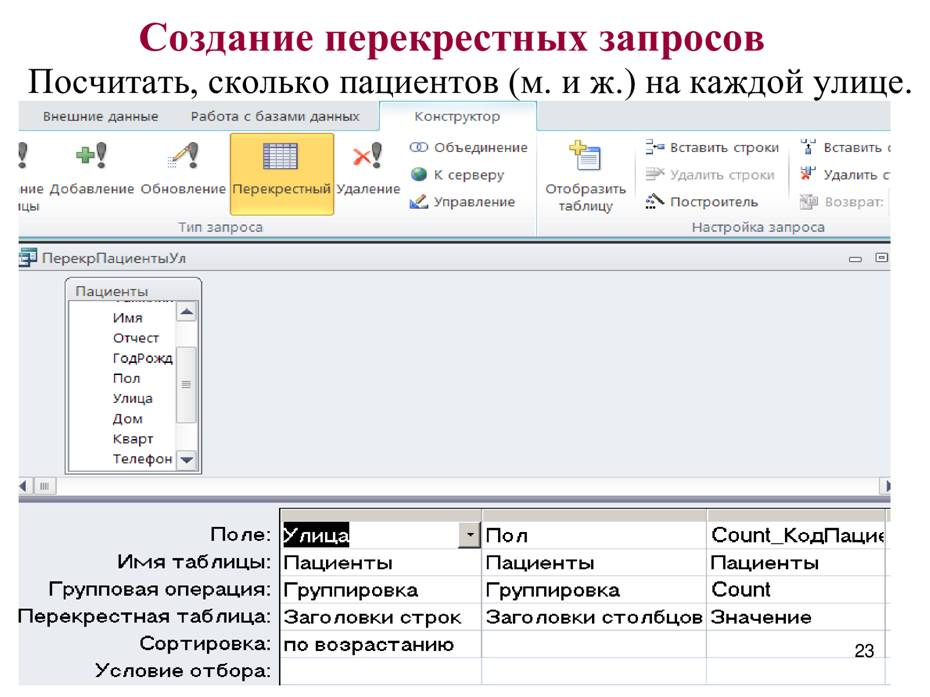 Создание перекрестных запросов
Посчитать, сколько пациентов (м. и ж.) на каждой улице.
Внешние данные Работа с базами данных Конструктор
Добавление Обновление Перекрестный Удаление
Объединение
К серверу
Управление
Отобразить таблицу
Вставить строки
Удалить строки
Построитель
Вставить
Удалить
Возврат:
Тип запроса Настройка запроса
ПерекрПациентыУл
Пациенты
Имя
Отчест
ГодРожд
Пол
Улица
Дом
Кварт
Телефон
Поле: Улица Пол Count_КодПацие
Имя таблицы: Пациенты Пациенты Пациенты
Групповая операция: Группировка Группировка Count
Перекрестная таблица: Заголовки строк Заголовки столбцов Значение
Сортировка: по возрастанию
Условие отбора:
23